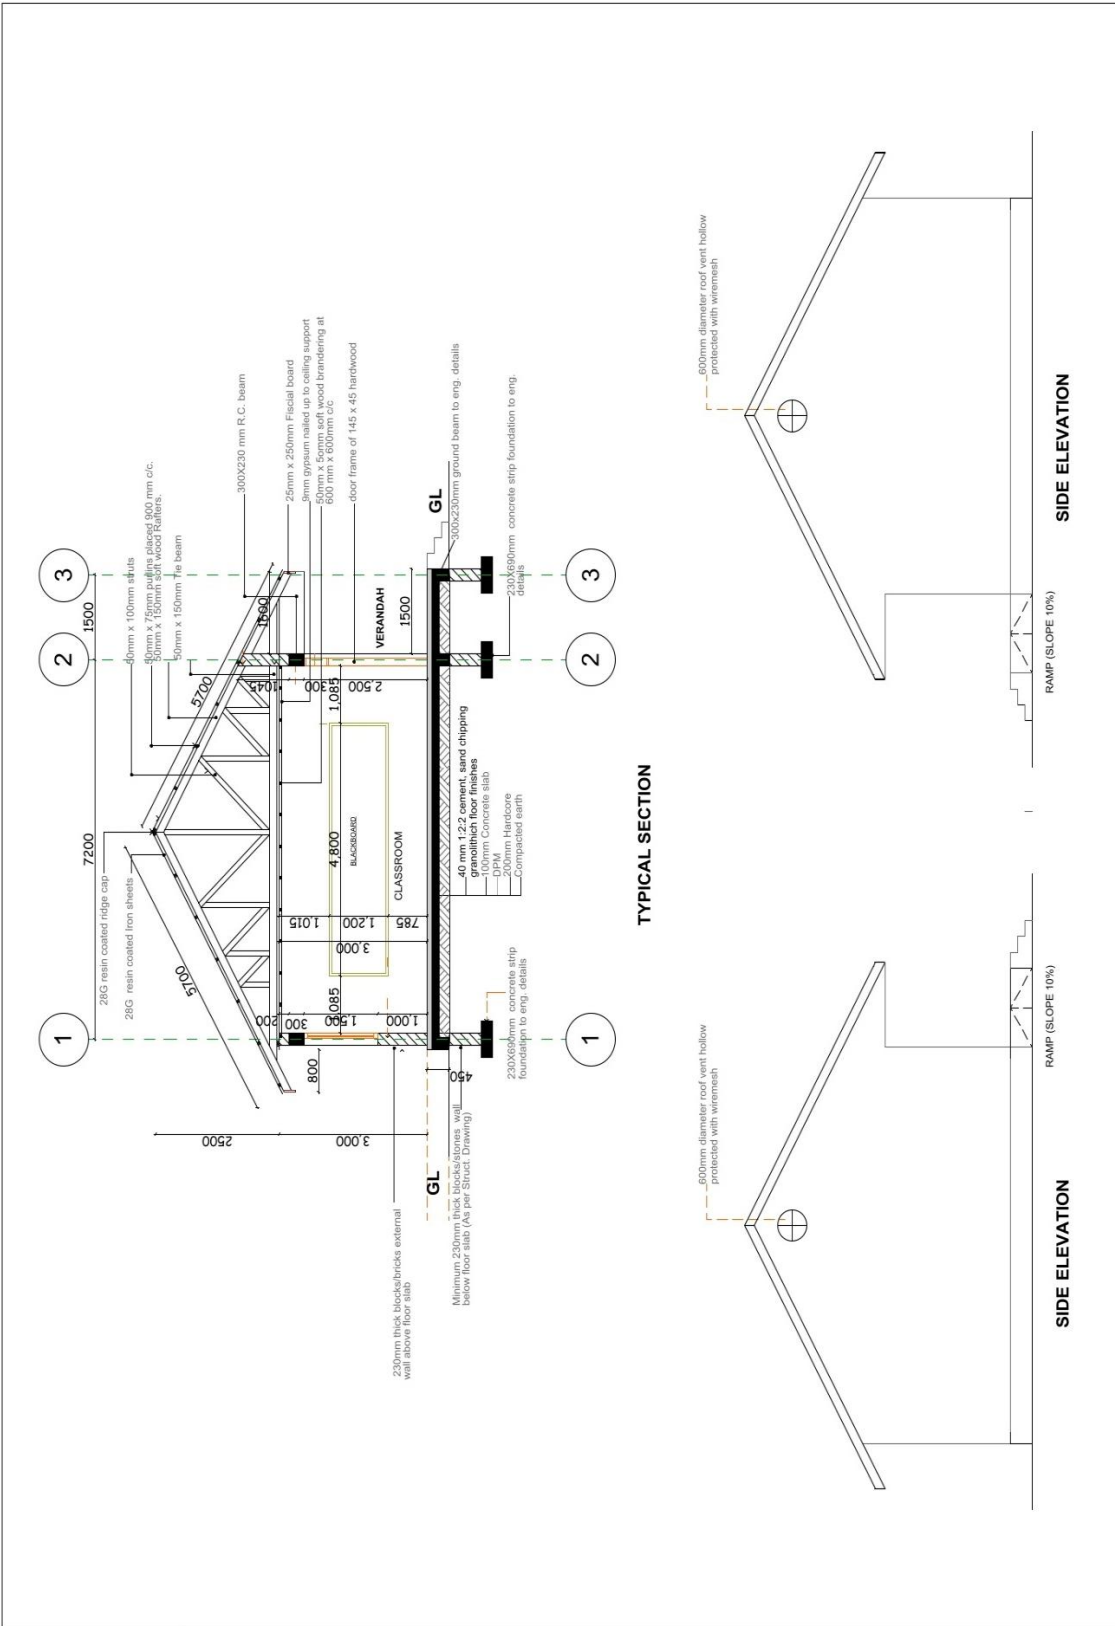 1
2
3
7200
1500
28G resin coated ridge cap
28G resin coated Iron sheets
50mm x 100mm struts
50mm x 75mm purlins placed 900 mm c/c.
50mm x 150mm soft wood Rafters.
50mm x 150mm Tie beam
300X230 mm R.C. beam
25mm x 250mm Fiscial board
9mm gypsum nailed up to ceiling support
50mm x 50mm soft wood brandering at
600 mm x 600mm c/c
door frame of 145 x 45 hardwood
5700
5700
1600
2500
3,000
800
200
300
1,500
1,000
1,085
3,000
1,015
1,200
785
4,800
BLACKBOARD
CLASSROOM
1,085
1045
300
2,500
VERANDAH
1500
GL
GL
450
300x230mm ground beam to eng. details
230X690mm concrete strip foundation to eng.
details
230mm thick blocks/bricks external
wall above floor slab
Minimum 230mm thick blocks/stones wall
below floor slab (As per Struct. Drawing)
230X690mm concrete strip
foundation to eng. details
40 mm 1:2:2 cement, sand chipping
granolithich floor finishes
100mm Concrete slab
DPM
200mm Hardcore
Compacted earth
1
2
3
TYPICAL SECTION
600mm diameter roof vent hollow
protected with wiremesh
RAMP (SLOPE 10%)
SIDE ELEVATION
600mm diameter roof vent hollow
protected with wiremesh
RAMP (SLOPE 10%)
SIDE ELEVATION